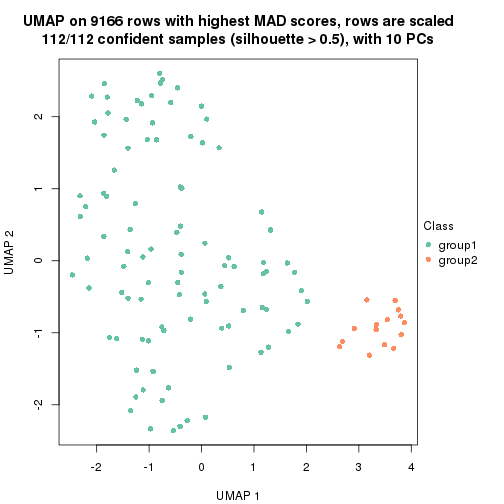 UMAP on 9166 rows with highest MAD scores, rows are scaled
112/112 confident samples (silhouette > 0.5), with 10 PCs
2
1
0
-1
-2
UMAP 2
-2
-1
0
1
2
3
4
UMAP 1
Class
group1
group2